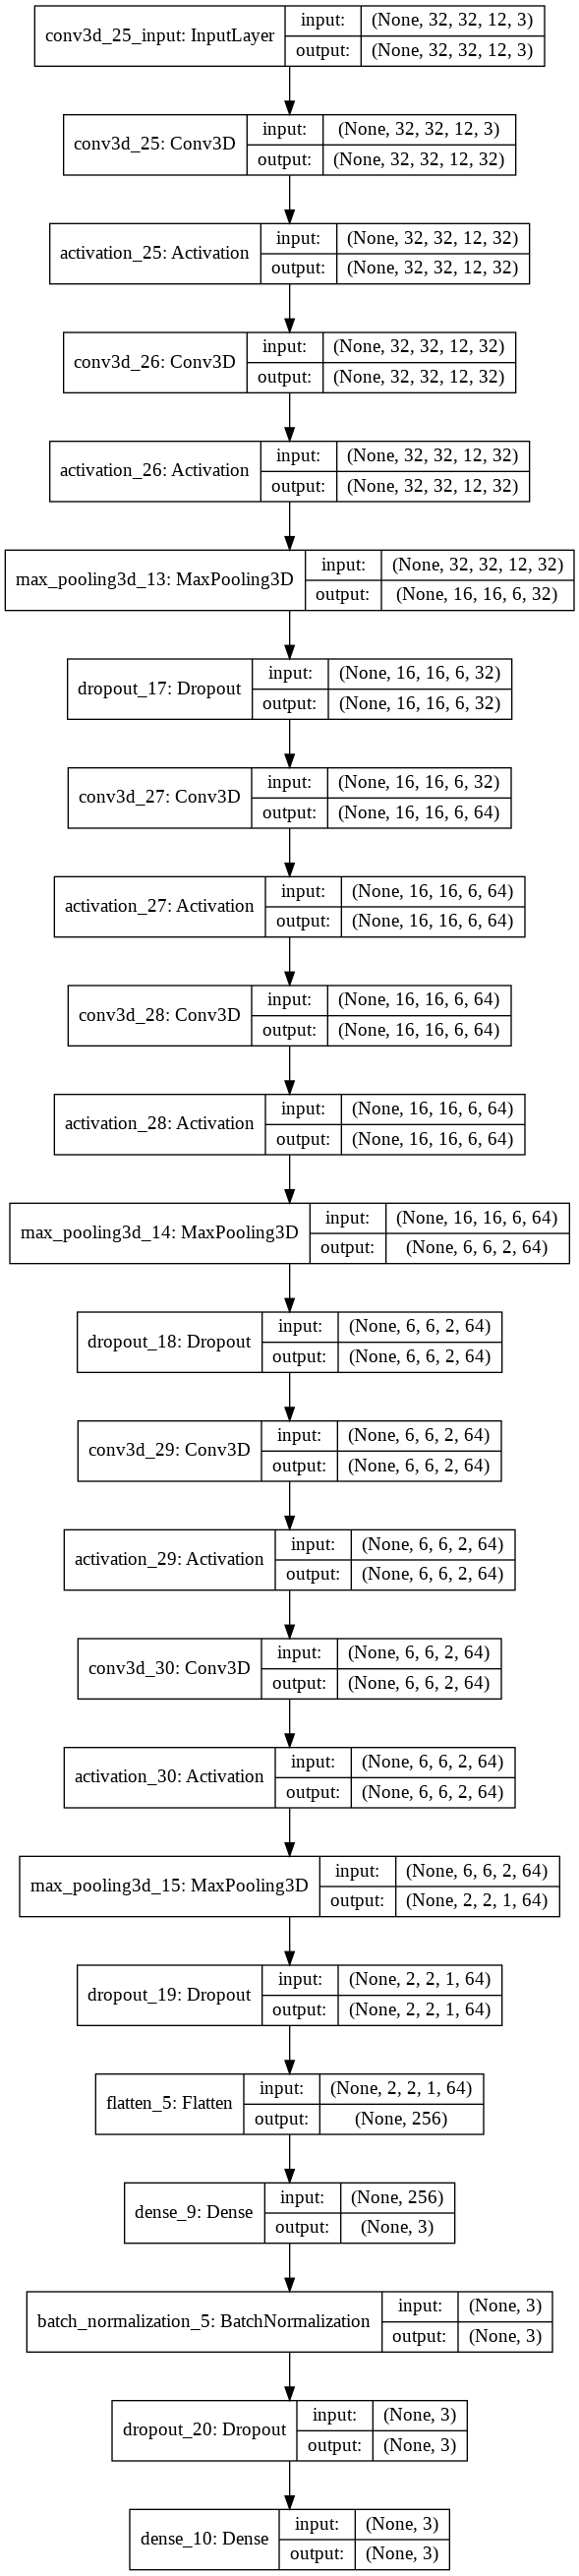 conv3d_25_input: InputLayer
input: (None, 32, 32, 12, 3)
output: (None, 32, 32, 12, 3)
conv3d_25: Conv3D
input: (None, 32, 32, 12, 3)
output: (None, 32, 32, 12, 32)
activation_25: Activation
input: (None, 32, 32, 12, 32)
output: (None, 32, 32, 12, 32)
conv3d_26: Conv3D
input: (None, 32, 32, 12, 32)
output: (None, 32, 32, 12, 32)
activation_26: Activation
input: (None, 32, 32, 12, 32)
output: (None, 32, 32, 12, 32)
max_pooling3d_13: MaxPooling3D
input: (None, 32, 32, 12, 32)
output: (None, 16, 16, 6, 32)
dropout_17: Dropout
input: (None, 16, 16, 6, 32)
output: (None, 16, 16, 6, 32)
conv3d_27: Conv3D
input: (None, 16, 16, 6, 32)
output: (None, 16, 16, 6, 64)
activation_27: Activation
input: (None, 16, 16, 6, 64)
output: (None, 16, 16, 6, 64)
conv3d_28: Conv3D
input: (None, 16, 16, 6, 64)
output: (None, 16, 16, 6, 64)
activation_28: Activation
input: (None, 16, 16, 6, 64)
output: (None, 16, 16, 6, 64)
max_pooling3d_14: MaxPooling3D
input: (None, 16, 16, 6, 64)
output: (None, 6, 6, 2, 64)
dropout_18: Dropout
input: (None, 6, 6, 2, 64)
output: (None, 6, 6, 2, 64)
conv3d_29: Conv3D
input: (None, 6, 6, 2, 64)
output: (None, 6, 6, 2, 64)
activation_29: Activation
input: (None, 6, 6, 2, 64)
output: (None, 6, 6, 2, 64)
conv3d_30: Conv3D
input: (None, 6, 6, 2, 64)
output: (None, 6, 6, 2, 64)
activation_30: Activation
input: (None, 6, 6, 2, 64)
output: (None, 6, 6, 2, 64)
max_pooling3d_15: MaxPooling3D
input: (None, 6, 6, 2, 64)
output: (None, 2, 2, 1, 64)
dropout_19: Dropout
input: (None, 2, 2, 1, 64)
output: (None, 2, 2, 1, 64)
flatten_5: Flatten
input: (None, 2, 2, 1, 64)
output: (None, 256)
dense_9: Dense
input: (None, 256)
output: (None, 3)
batch_normalization_5: BatchNormalization
input: (None, 3)
output: (None, 3)
dropout_20: Dropout
input: (None, 3)
output: (None, 3)
dense_10: Dense
input: (None, 3)
output: (None, 3)